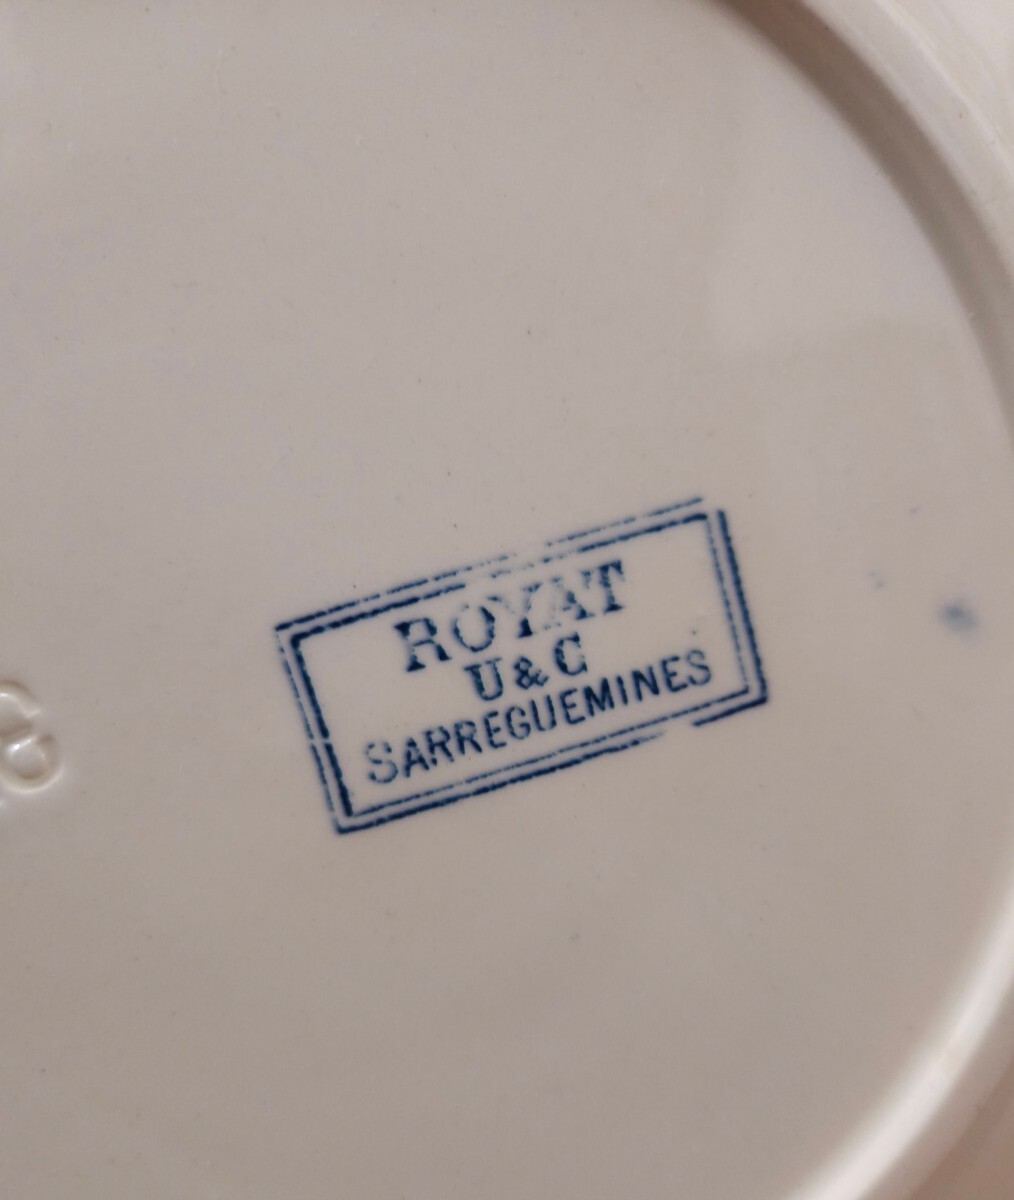 ROYAT
U & C
SARREGUEMINES